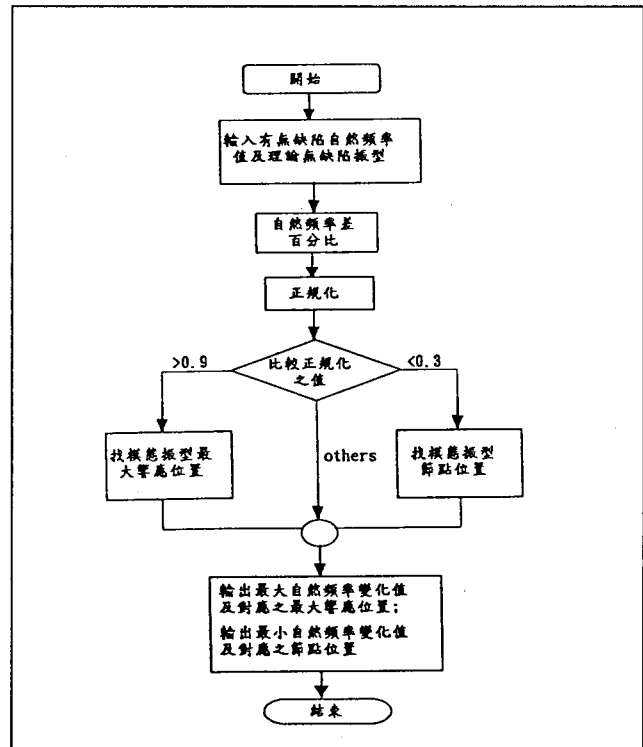 開始
輸入有無缺陷自然頻率
值及理論無缺陷振型
自然頻率差
百分比
正規化
比較正規化
之值
>0.9
<0.3
others
找模態振型最
大響應位置
找模態振型
節點位置
輸出最大自然頻率變化值
及對應之最大響應位置;
輸出最小自然頻率變化值
及對應之節點位置
結束